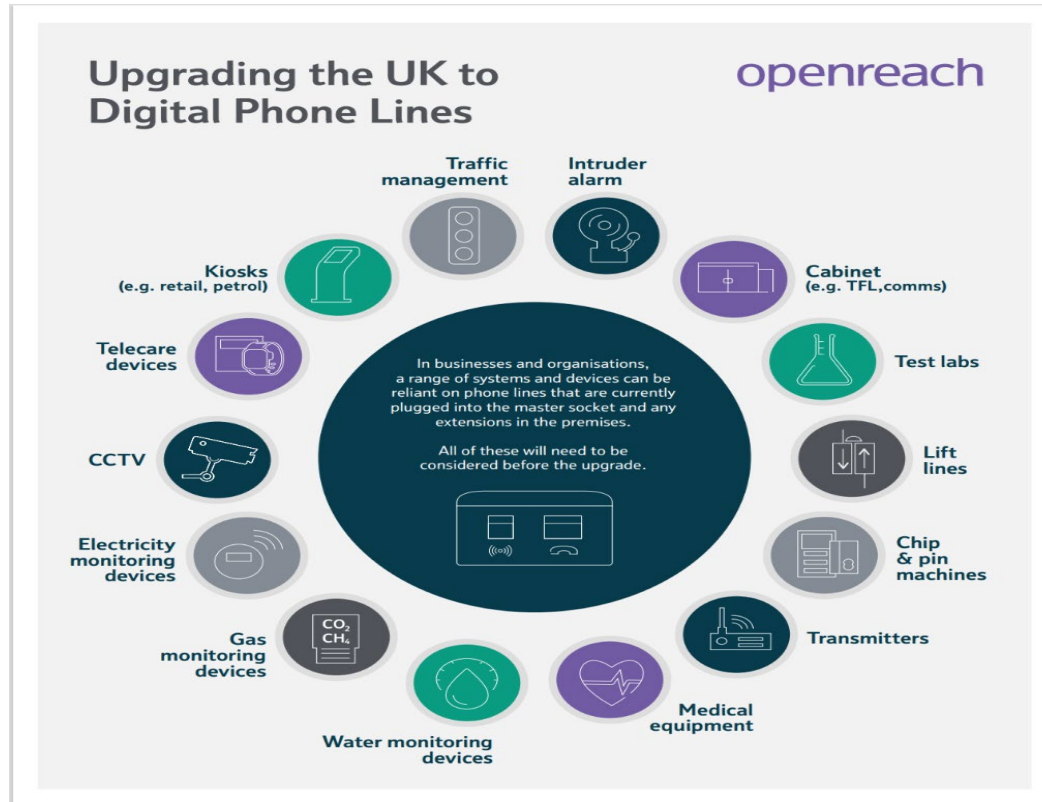 Upgrading the UK to
Digital Phone Lines
openreach
Traffic
management
Intruder
alarm
Kiosks
(e.g. retail, petrol)
Cabinet
(e.g. TFL,comms)
Telecare
devices
Test labs
In businesses and organisations,
a range of systems and devices can be
reliant on phone lines that are currently
plugged into the master socket and any
extensions in the premises.
All of these will need to be
considered before the upgrade.
CCTV
Lift
lines
Electricity
monitoring
devices
Chip
& pin
machines
CO₂
CH₄
Gas
monitoring
devices
Transmitters
Water monitoring
devices
Medical
equipment